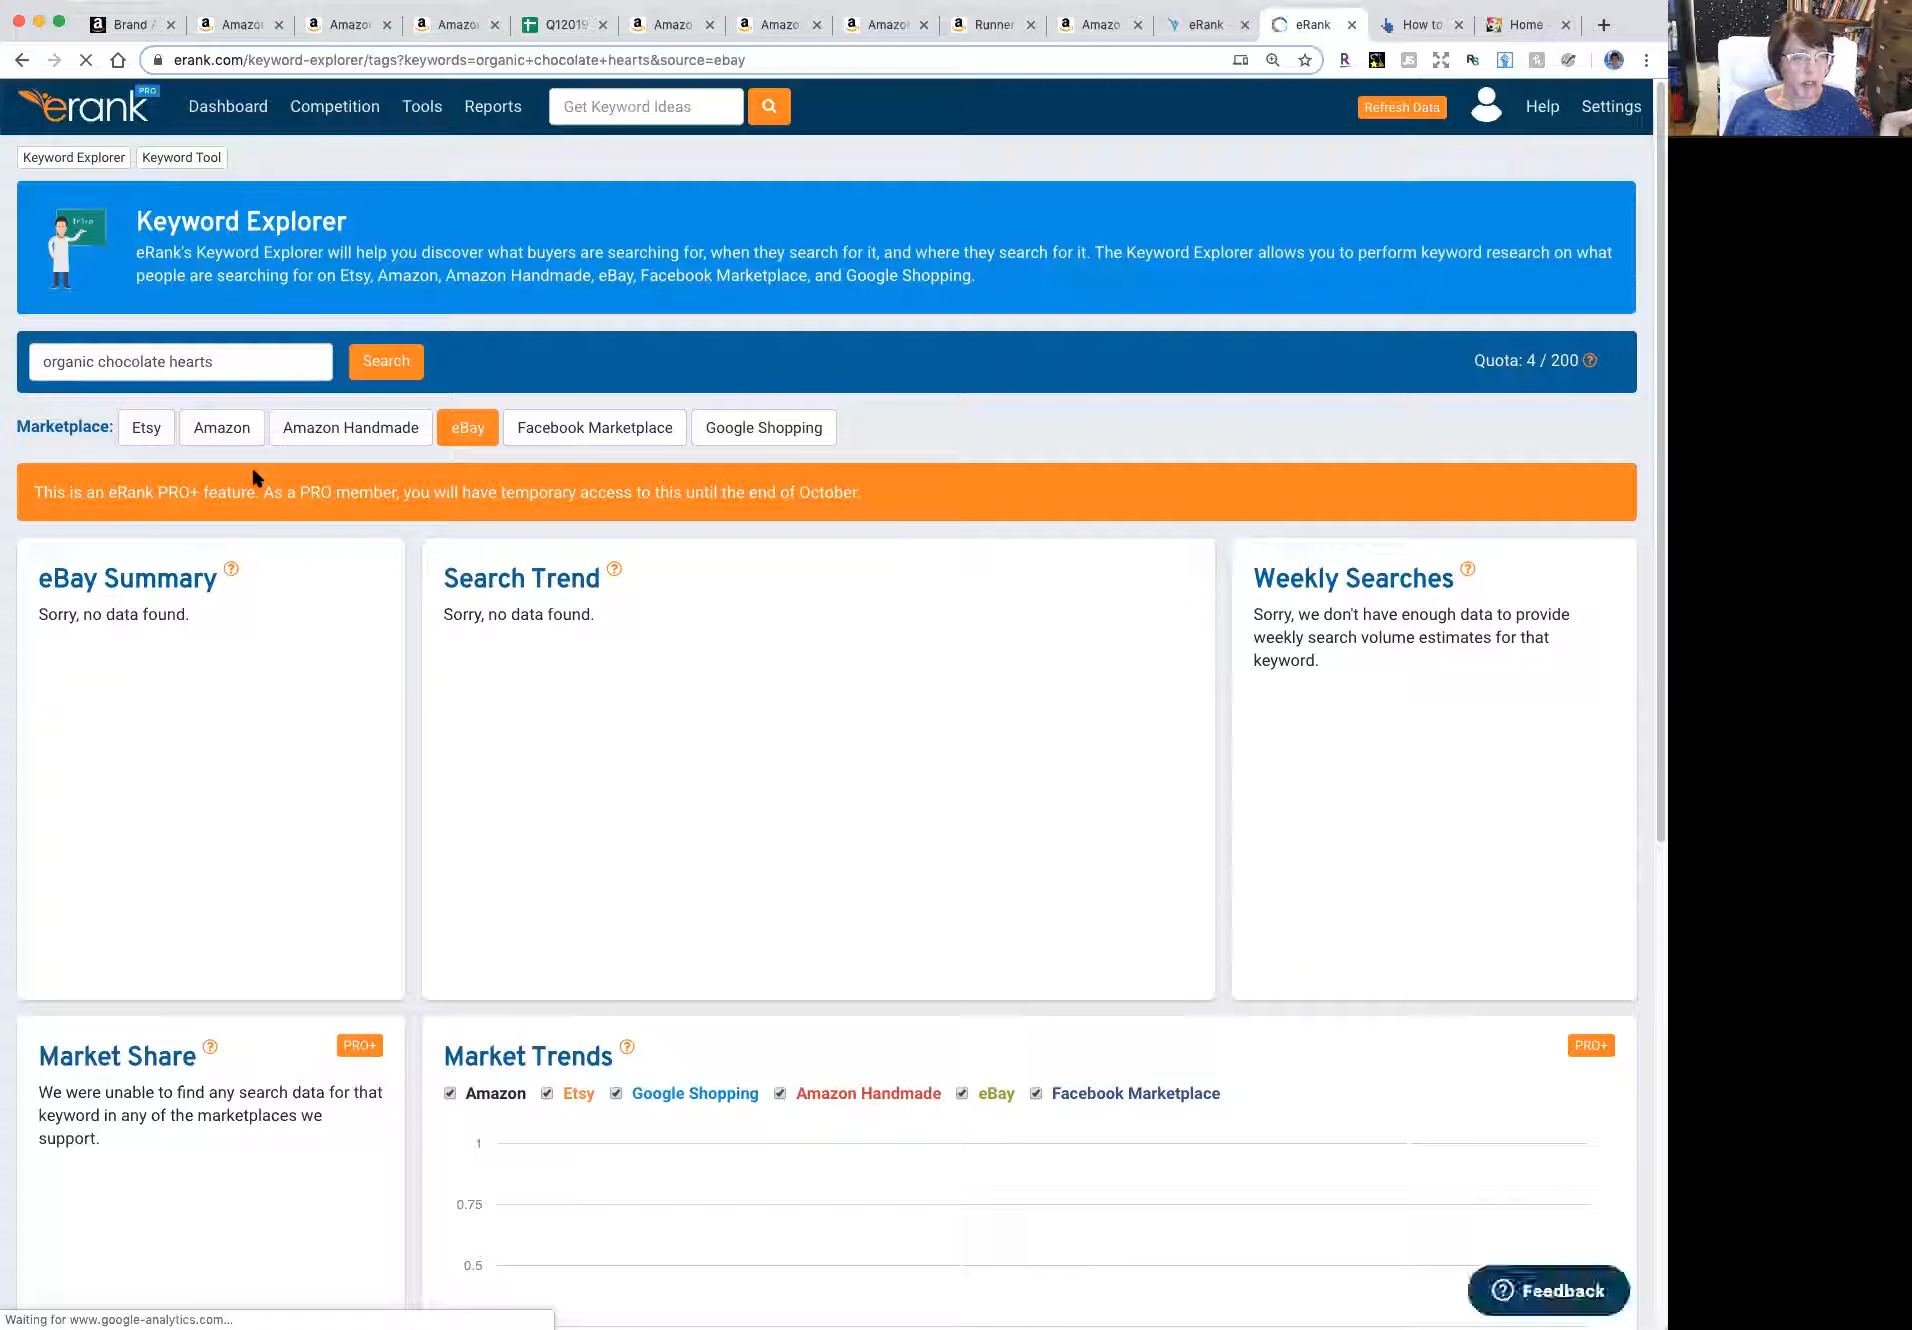 Brand
Amazo
Amazo
Amazo
Q12019
Amazo
Amazo
Amazo
Runner
Amazo
eRank
eRank
How to
Home
erank.com/keyword-explorer/tags?keywords=organic+chocolate+hearts&source=ebay
erank PRO
Dashboard
Competition
Tools
Reports
Get Keyword Ideas
Refresh Data
Help
Settings
Keyword Explorer
Keyword Tool
Keyword Explorer
eRank's Keyword Explorer will help you discover what buyers are searching for, when they search for it, and where they search for it. The Keyword Explorer allows you to perform keyword research on what
people are searching for on Etsy, Amazon, Amazon Handmade, eBay, Facebook Marketplace, and Google Shopping.
organic chocolate hearts
Search
Quota: 4 / 200
Marketplace:
Etsy
Amazon
Amazon Handmade
eBay
Facebook Marketplace
Google Shopping
This is an eRank PRO+ feature. As a PRO member, you will have temporary access to this until the end of October.
eBay Summary
Sorry, no data found.
Search Trend
Sorry, no data found.
Weekly Searches
Sorry, we don't have enough data to provide
weekly search volume estimates for that
keyword.
Market Share
PRO+
We were unable to find any search data for that
keyword in any of the marketplaces we
support.
Market Trends
PRO+
Amazon
Etsy
Google Shopping
Amazon Handmade
eBay
Facebook Marketplace
1
0.75
0.5
Feedback
Waiting for www.google-analytics.com...